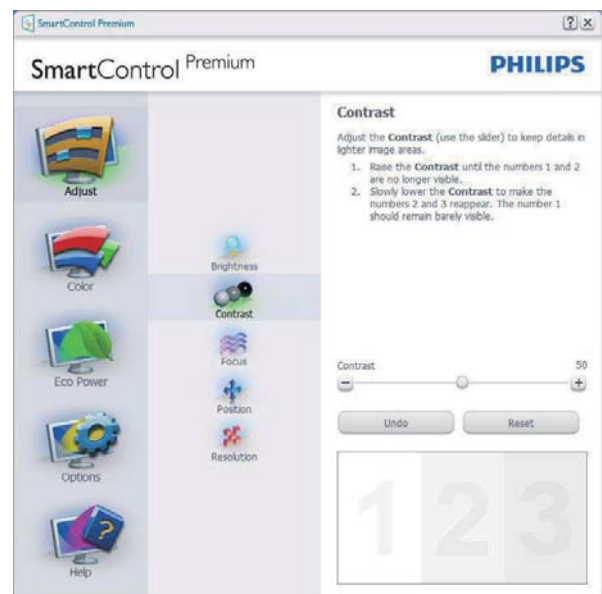 SmartControl Premium
SmartControl Premium
PHILIPS
Adjust
Color
Eco Power
Options
Help
Brightness
Contrast
Focus
Position
Resolution
Contrast
Adjust the Contrast (use the slider) to keep details in
lighter image areas.
1. Raise the Contrast until the numbers 1 and 2
are no longer visible.
2. Slowly lower the Contrast to make the
numbers 2 and 3 reappear. The number 1
should remain barely visible.
Contrast 50
Undo Reset
1 2 3